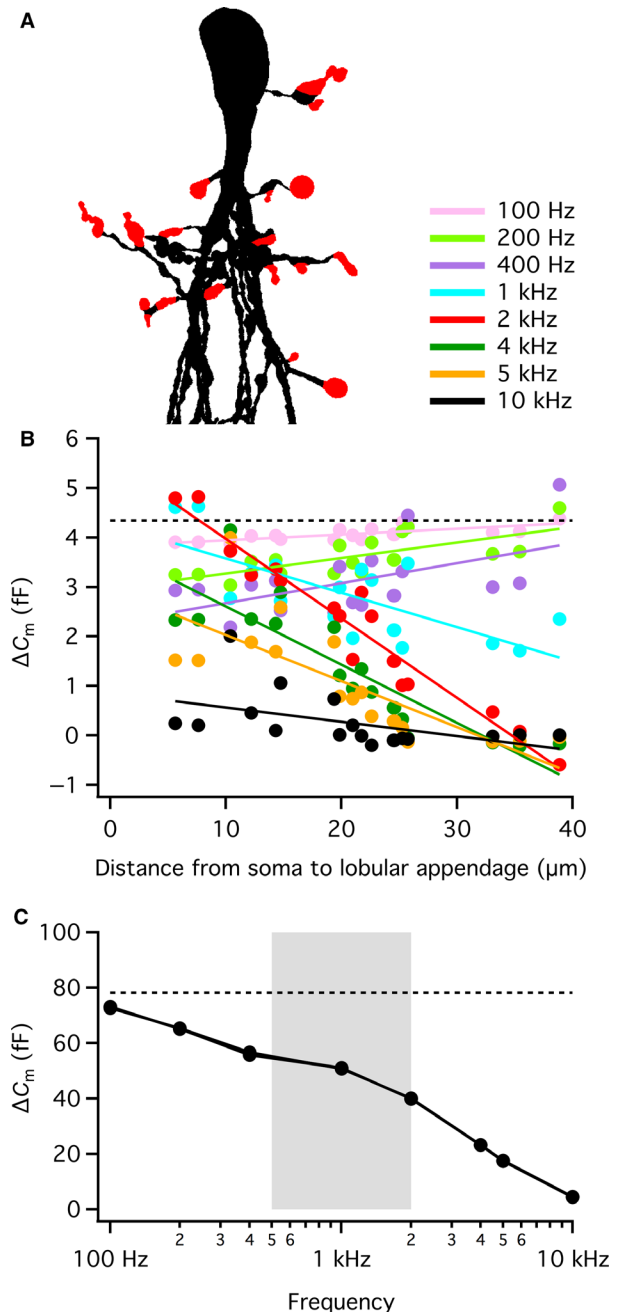 A
100 Hz
200 Hz
400 Hz
1 kHz
2 kHz
4 kHz
5 kHz
10 kHz
B
6
5
4
3
2
1
0
−1
ΔCm (fF)
0 10 20 30 40
Distance from soma to lobular appendage (µm)
C
100
80
60
40
20
0
ΔCm (fF)
2 3 4 5 6 2 3 4 5 6
100 Hz 1 kHz 10 kHz
Frequency